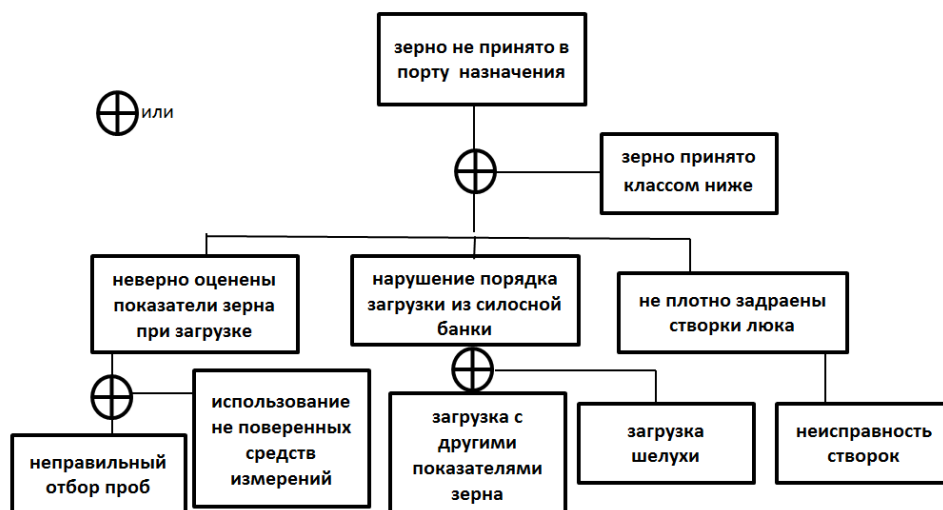 зерно не принято в
порту назначения
или
зерно принято
классом ниже
неверно оценены
показатели зерна
при загрузке
нарушение порядка
загрузки из силосной
банки
не плотно задраены
створки люка
неправильный
отбор проб
использование
не поверенных
средств
измерений
загрузка с
другими
показателями
зерна
загрузка
шелухи
неисправность
створок